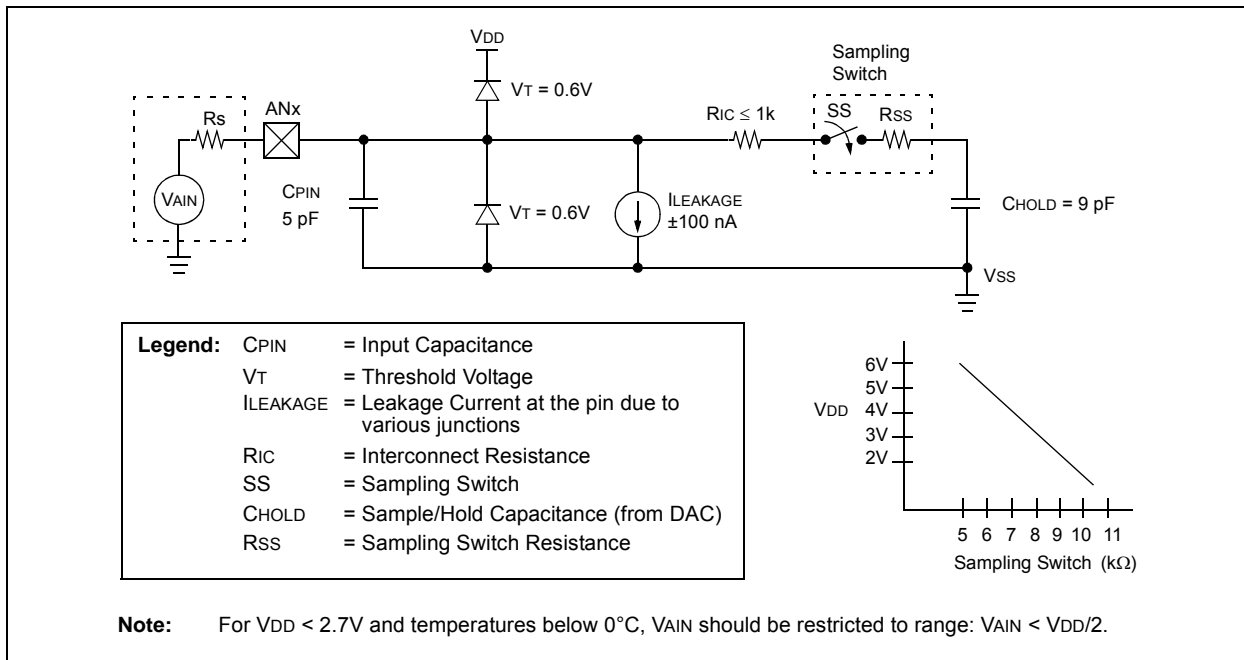 VDD
Sampling
Switch
VT = 0.6V
ANx
Rs
RIC ≤ 1k
SS
RSS
VAIN
CPIN
5 pF
VT = 0.6V
ILEAKAGE
±100 nA
CHOLD = 9 pF
VSS
Legend: CPIN = Input Capacitance
VT = Threshold Voltage
ILEAKAGE = Leakage Current at the pin due to
various junctions
RIC = Interconnect Resistance
SS = Sampling Switch
CHOLD = Sample/Hold Capacitance (from DAC)
RSS = Sampling Switch Resistance
6V
5V
VDD 4V
3V
2V
5 6 7 8 9 10 11
Sampling Switch (kΩ)
Note: For VDD < 2.7V and temperatures below 0°C, VAIN should be restricted to range: VAIN < VDD/2.